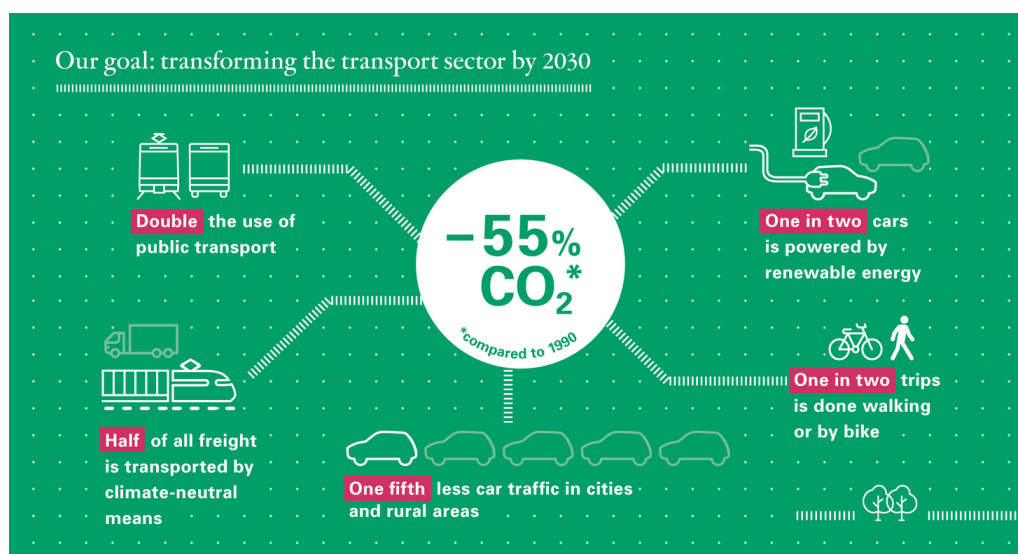 Our goal: transforming the transport sector by 2030
Double the use of
public transport
–55%
CO₂*
*compared to 1990
One in two cars
is powered by
renewable energy
Half of all freight
is transported by
climate-neutral
means
One fifth less car traffic in cities
and rural areas
One in two trips
is done walking
or by bike